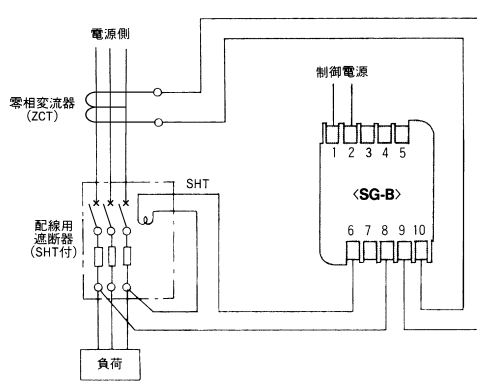 電源側
零相変流器
(ZCT)
制御電源
1 2 3 4 5
〈SG-B〉
6 7 8 9 10
SHT
配線用
遮断器
(SHT付)
負荷